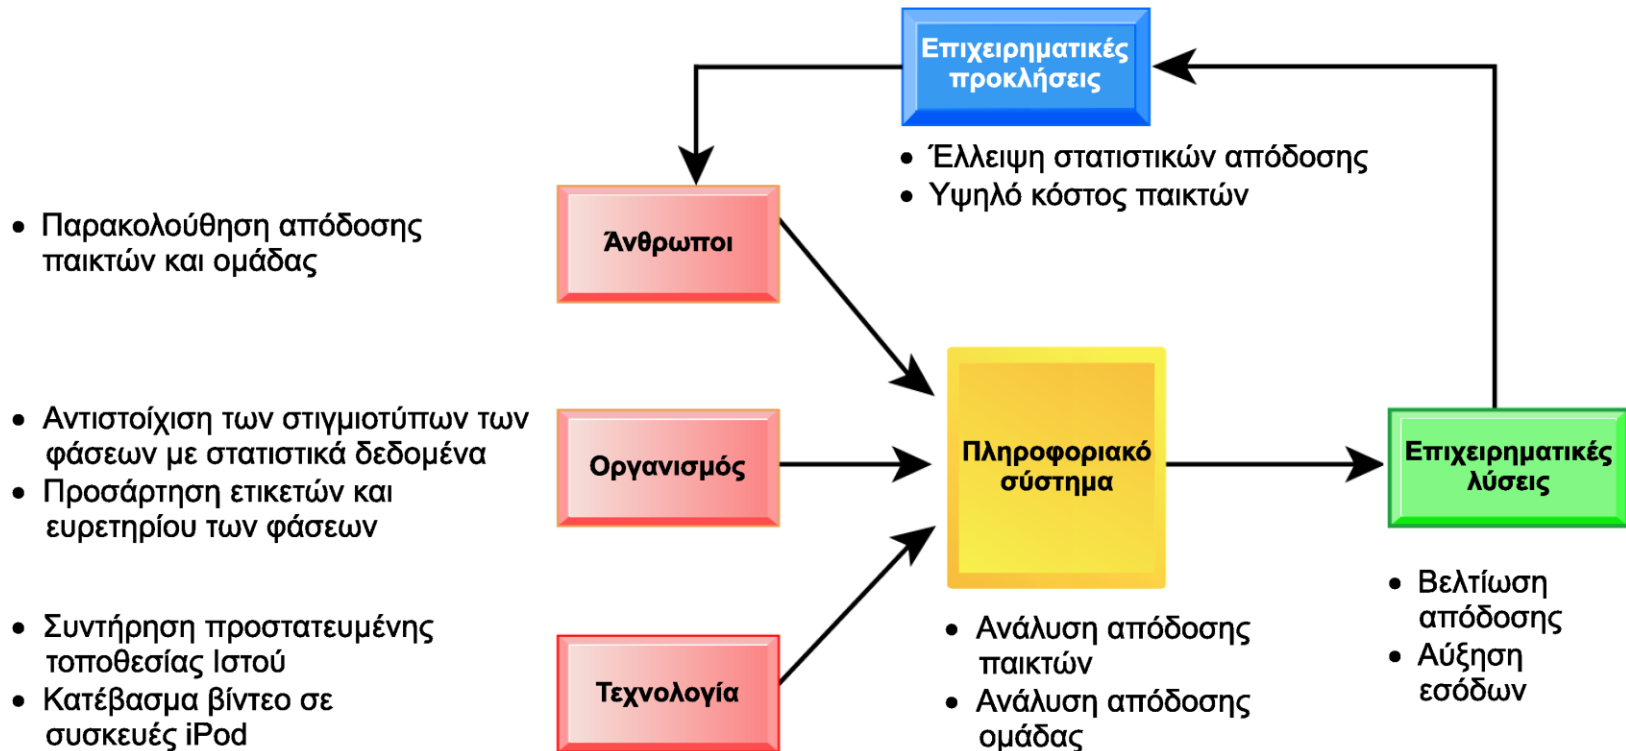 Επιχειρηματικές
προκλήσεις
• Έλλειψη στατιστικών απόδοσης
• Υψηλό κόστος παικτών
• Παρακολούθηση απόδοσης
παικτών και ομάδας
Άνθρωποι
• Αντιστοίχιση των στιγμιοτύπων των
φάσεων με στατιστικά δεδομένα
• Προσάρτηση ετικετών και
ευρετηρίου των φάσεων
Οργανισμός
• Συντήρηση προστατευμένης
τοποθεσίας Ιστού
• Κατέβασμα βίντεο σε
συσκευές iPod
Τεχνολογία
Πληροφοριακό
σύστημα
• Ανάλυση απόδοσης
παικτών
• Ανάλυση απόδοσης
ομάδας
Επιχειρηματικές
λύσεις
• Βελτίωση
απόδοσης
• Αύξηση
εσόδων